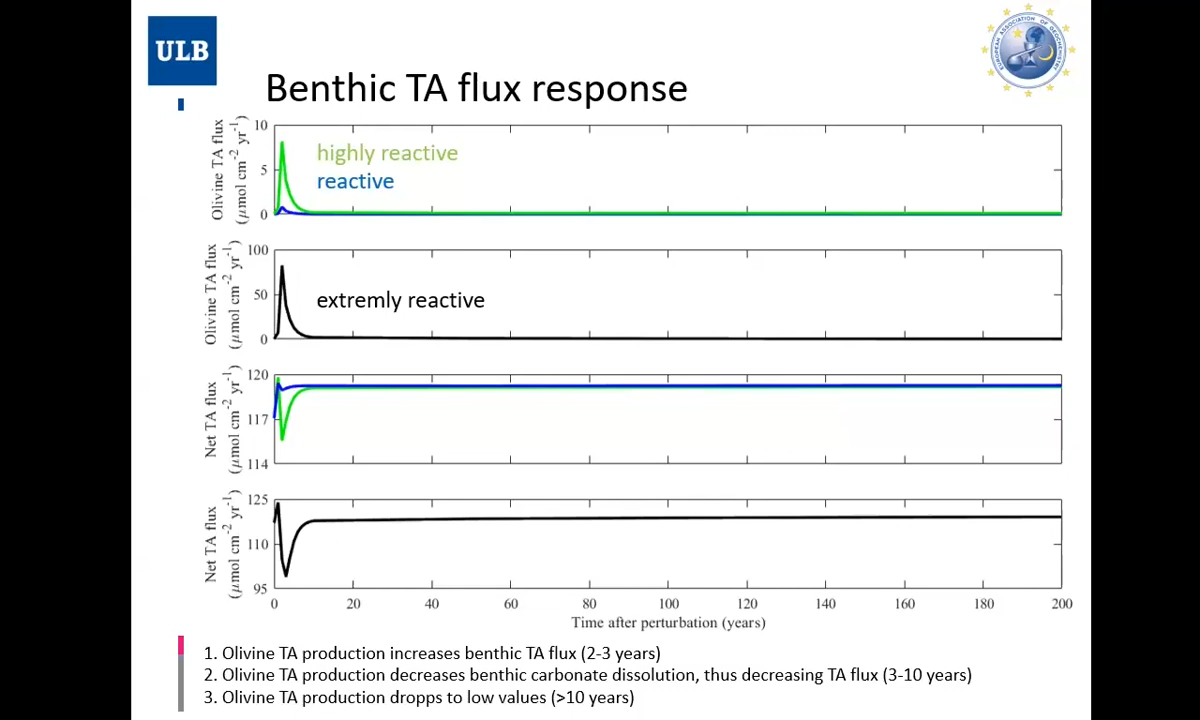 ULB
EUROPEAN ASSOCIATION OF GEOCHEMISTRY
Benthic TA flux response
Olivine TA flux
(μmol cm-2 yr-1)
10
5
0
highly reactive
reactive
Olivine TA flux
(μmol cm-2 yr-1)
100
50
0
extremly reactive
Net TA flux
(μmol cm-2 yr-1)
120
117
114
Net TA flux
(μmol cm-2 yr-1)
125
110
95
0 20 40 60 80 100 120 140 160 180 200
Time after perturbation (years)
1. Olivine TA production increases benthic TA flux (2-3 years)
2. Olivine TA production decreases benthic carbonate dissolution, thus decreasing TA flux (3-10 years)
3. Olivine TA production dropps to low values (>10 years)